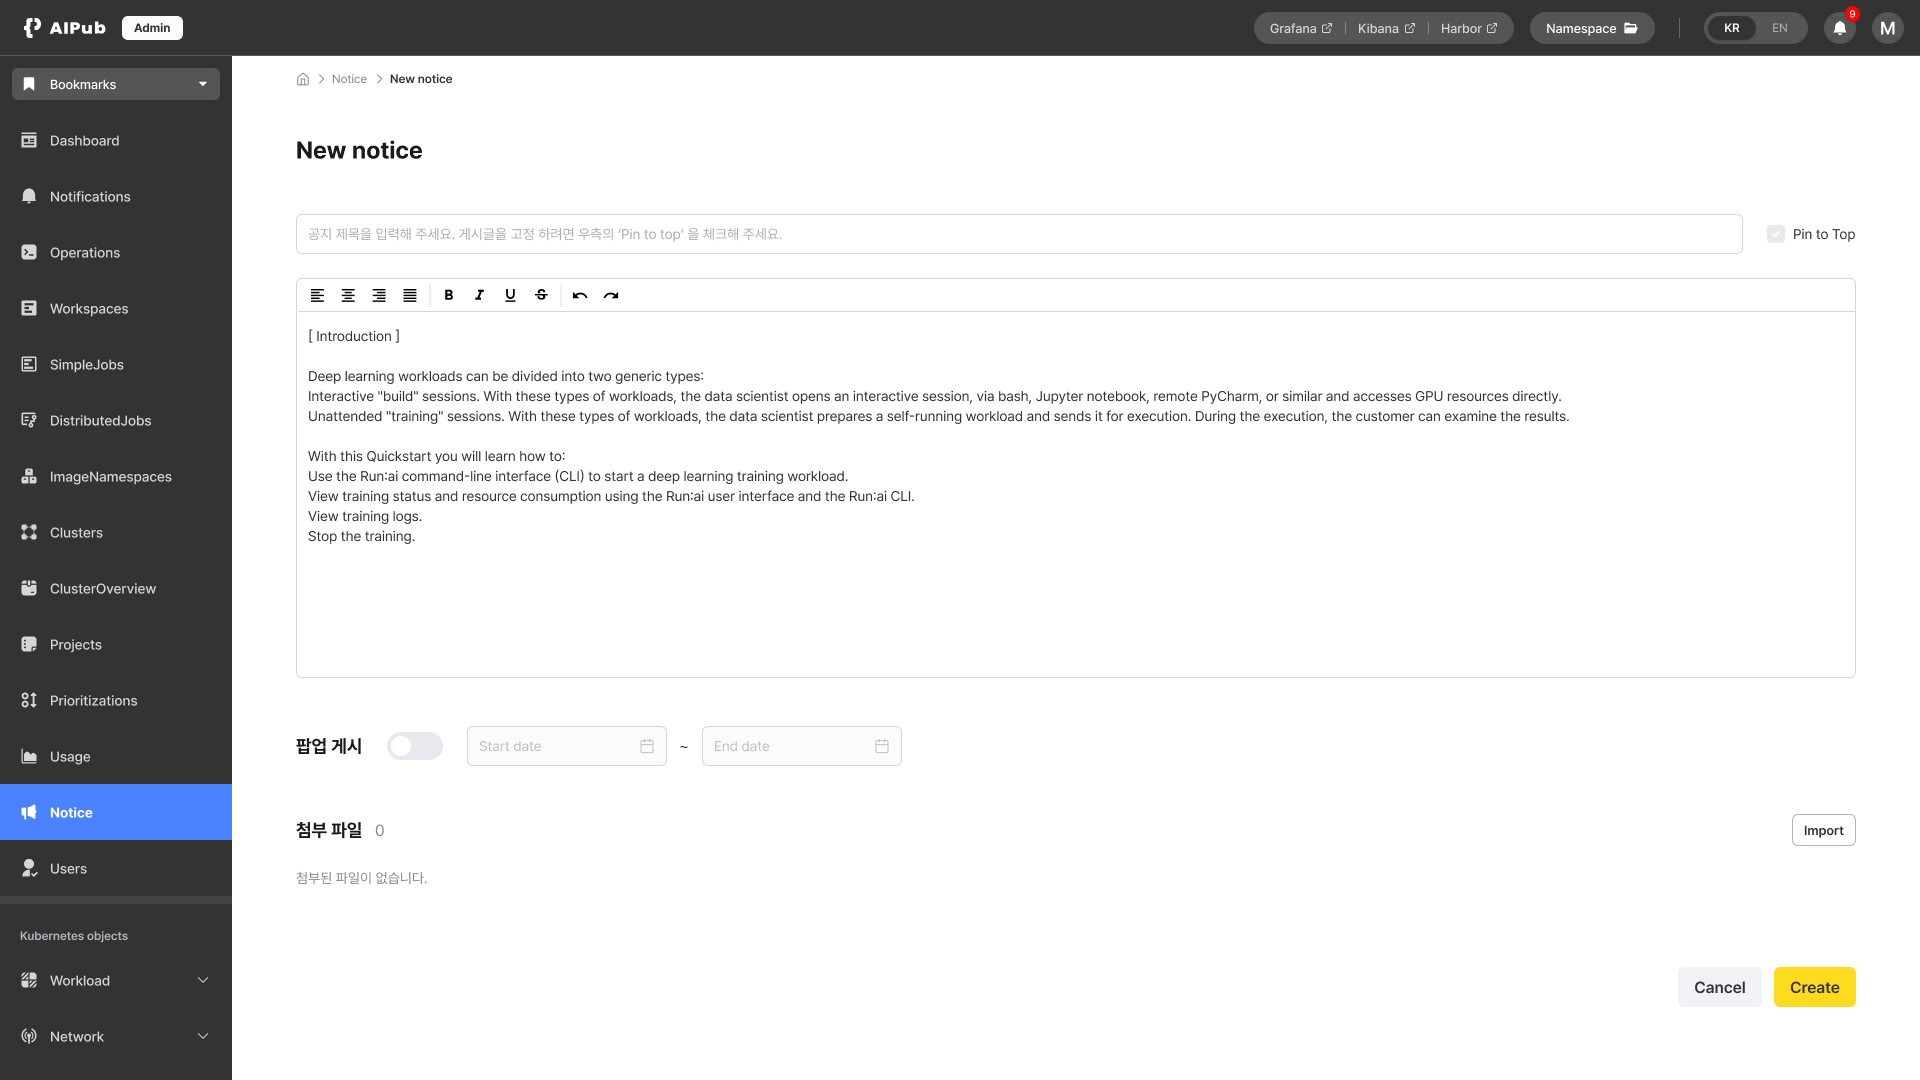 AIPub
Admin
Grafana
Kibana
Harbor
Namespace
KR
EN
9
M
Bookmarks
Dashboard
Notifications
Operations
Workspaces
SimpleJobs
DistributedJobs
ImageNamespaces
Clusters
ClusterOverview
Projects
Prioritizations
Usage
Notice
Users
Kubernetes objects
Workload
Network
Notice
New notice
New notice
공지 제목을 입력해 주세요. 게시글을 고정 하려면 우측의 ‘Pin to top’ 을 체크해 주세요.
Pin to Top
B I U S
[ Introduction ]
Deep learning workloads can be divided into two generic types:
Interactive "build" sessions. With these types of workloads, the data scientist opens an interactive session, via bash, Jupyter notebook, remote PyCharm, or similar and accesses GPU resources directly.
Unattended "training" sessions. With these types of workloads, the data scientist prepares a self-running workload and sends it for execution. During the execution, the customer can examine the results.
With this Quickstart you will learn how to:
Use the Run:ai command-line interface (CLI) to start a deep learning training workload.
View training status and resource consumption using the Run:ai user interface and the Run:ai CLI.
View training logs.
Stop the training.
팝업 게시
Start date
~
End date
첨부 파일 0
Import
첨부된 파일이 없습니다.
Cancel
Create